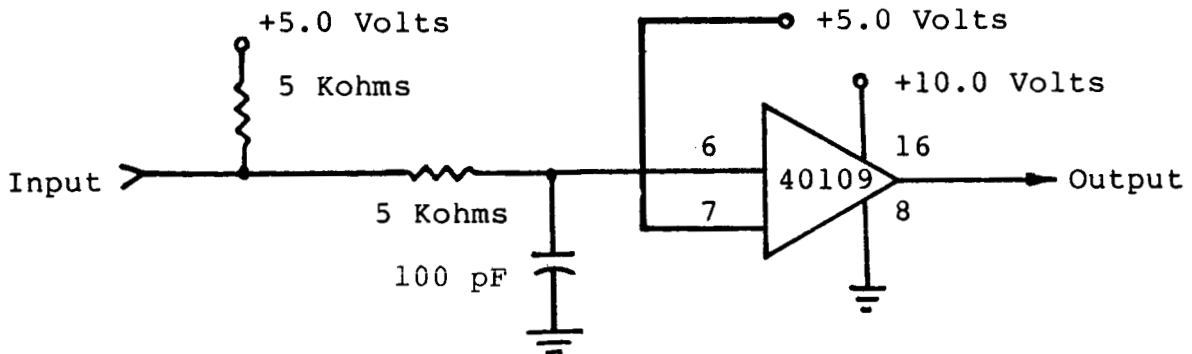 +5.0 Volts
+5.0 Volts
5 Kohms
+10.0 Volts
6
16
Input
40109
Output
5 Kohms
7
8
100 pF